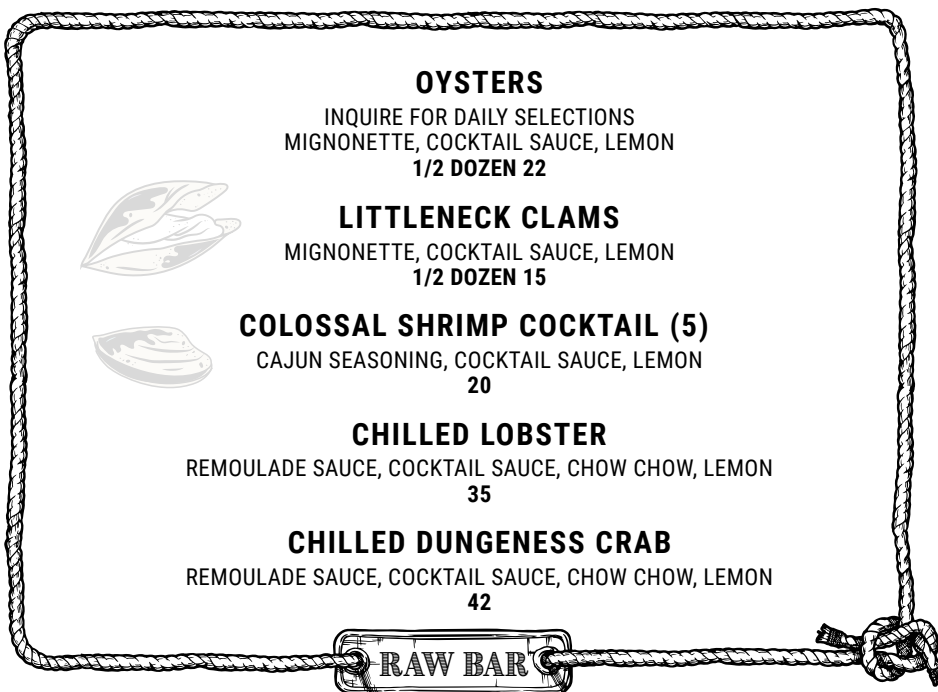 OYSTERS
INQUIRE FOR DAILY SELECTIONS
MIGNONETTE, COCKTAIL SAUCE, LEMON
1/2 DOZEN 22
LITTLENECK CLAMS
MIGNONETTE, COCKTAIL SAUCE, LEMON
1/2 DOZEN 15
COLOSSAL SHRIMP COCKTAIL (5)
CAJUN SEASONING, COCKTAIL SAUCE, LEMON
20
CHILLED LOBSTER
REMOULADE SAUCE, COCKTAIL SAUCE, CHOW CHOW, LEMON
35
CHILLED DUNGENESS CRAB
REMOULADE SAUCE, COCKTAIL SAUCE, CHOW CHOW, LEMON
42
RAW BAR